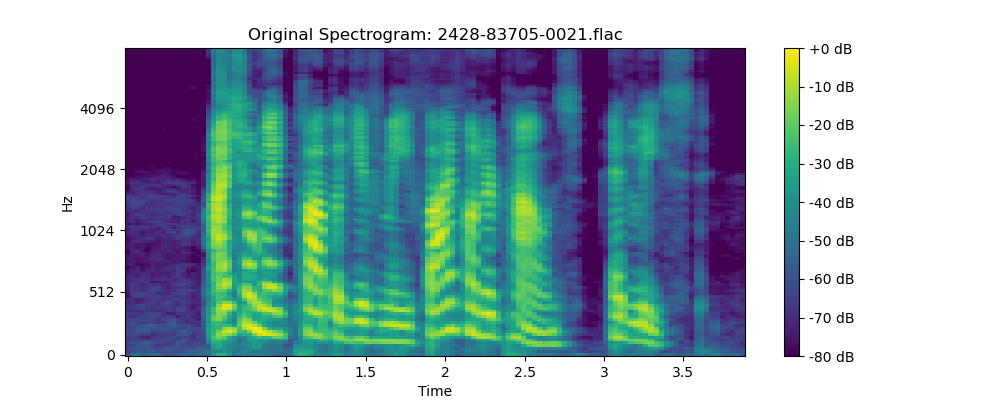 Original Spectrogram: 2428-83705-0021.flac
+0 dB
4096
-10 dB
-20 dB
2048
-30 dB
Hz
-40 dB
1024
-50 dB
512
-60 dB
-70 dB
0
-80 dB
0 0.5 1 1.5 2 2.5 3 3.5
Time